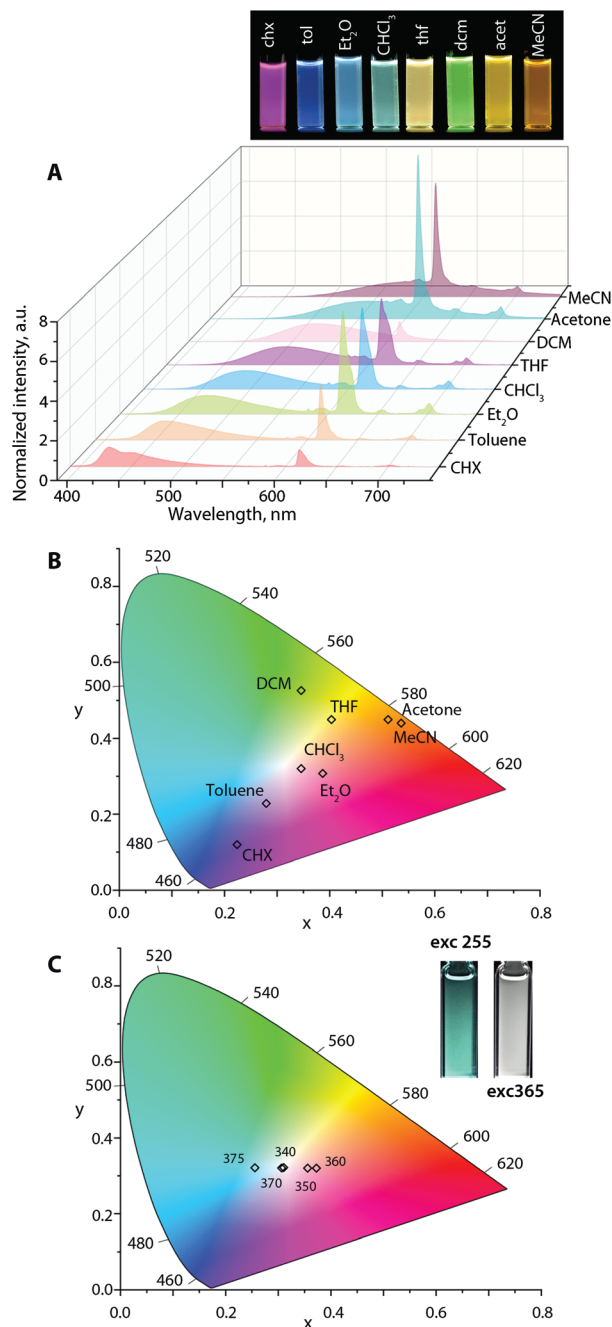 chx tol Et2O CHCl3 thf dcm acet MeCN
A
MeCN
Acetone
DCM
THF
CHCl3
Et2O
Toluene
CHX
Normalized intensity, a.u.
8
6
4
2
0
400 500 600 700
Wavelength, nm
B
520
540
560
580
600
620
500
480
460
0.8
0.6
0.4
0.2
0.0
y
DCM
THF
Acetone
MeCN
CHCl3
Et2O
Toluene
CHX
0.0 0.2 0.4 0.6 0.8
x
exc 255
exc365
C
520
540
560
580
600
620
500
480
460
0.8
0.6
0.4
0.2
0.0
y
375 340 360
370 350
0.0 0.2 0.4 0.6 0.8
x